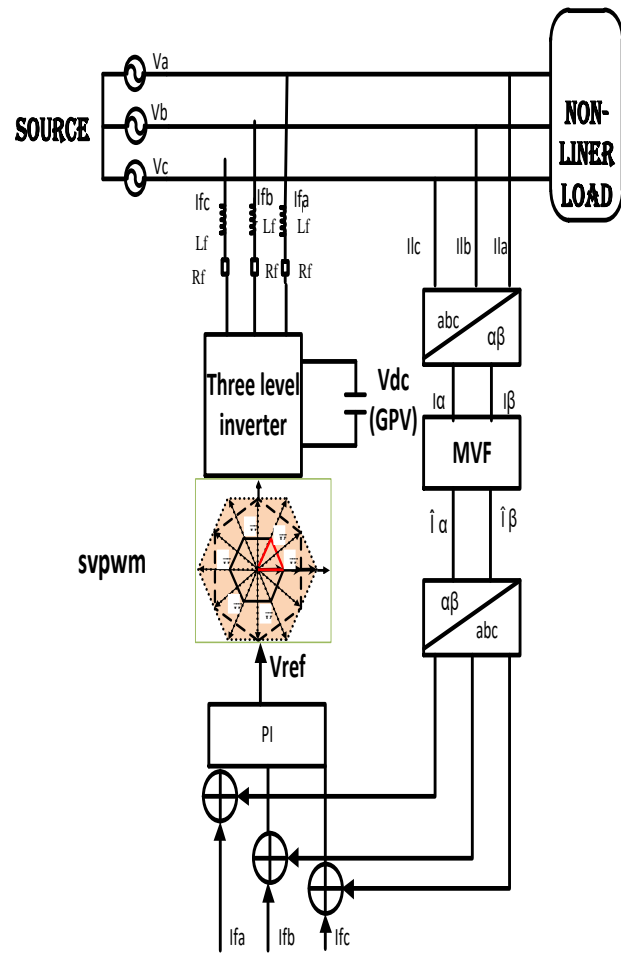 Va
Vb
Vc
SOURCE
NON-
LINER
LOAD
Ifc
Ifb
Ifa
Lf
Lf
Lf
Rf
Rf
Rf
Ilc
Ilb
Ila
abc
αβ
Iα
Iβ
Three level
inverter
Vdc
(GPV)
MVF
Î α
Î β
svpwm
αβ
abc
Vref
PI
Ifa
Ifb
Ifc